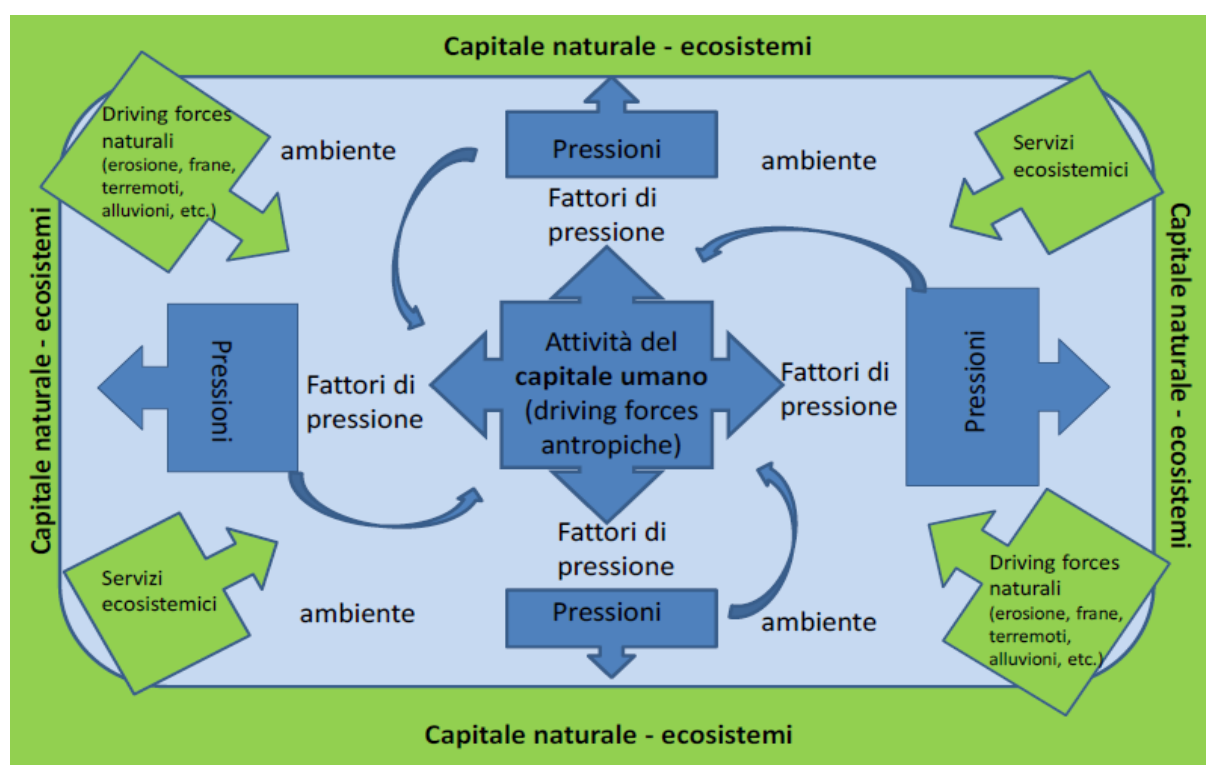 Capitale naturale - ecosistemi
Driving forces
naturali
(erosione, frane,
terremoti,
alluvioni, etc.)
ambiente
Pressioni
ambiente
Servizi
ecosistemici
Fattori di
pressione
Capitale naturale - ecosistemi
Pressioni
Fattori di
pressione
Attività del
capitale umano
(driving forces
antropiche)
Fattori di
pressione
Pressioni
Capitale naturale - ecosistemi
Servizi
ecosistemici
ambiente
Fattori di
pressione
Pressioni
ambiente
Driving forces
naturali
(erosione, frane,
terremoti,
alluvioni, etc.)
Capitale naturale - ecosistemi